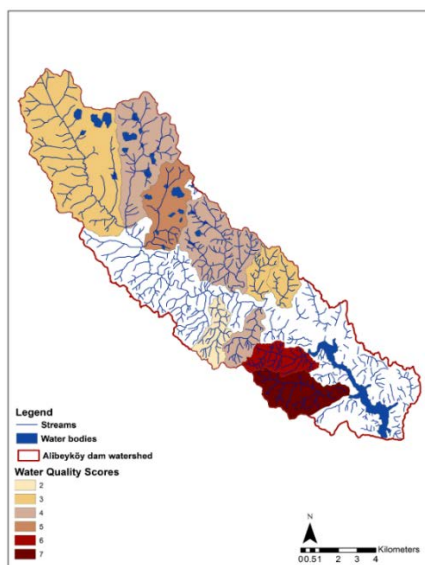 Legend
Streams
Water bodies
Alibeyköy dam watershed
Water Quality Scores
2
3
4
5
6
7
N
Kilometers
00.51 2 3 4